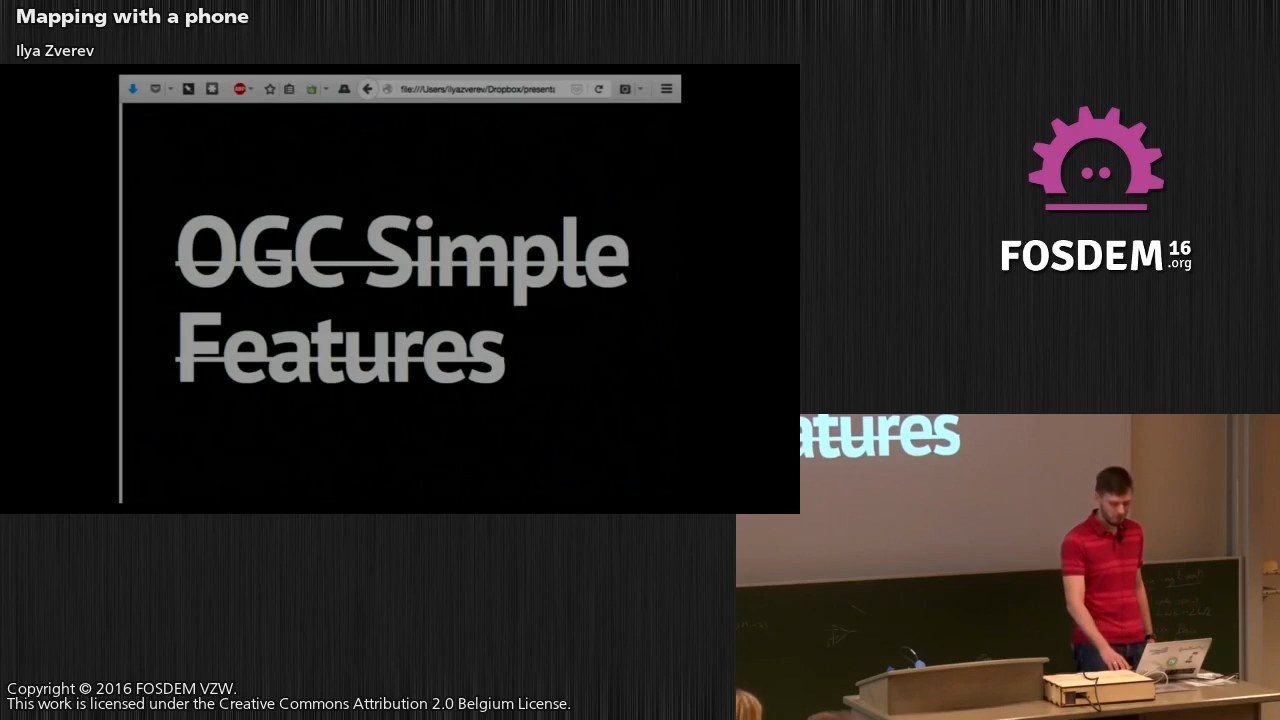 Mapping with a phone
Ilya Zverev
file:///Users/ilyazverev/Dropbox/present
OGC Simple
Features
FOSDEM 16
.org
atures
Copyright © 2016 FOSDEM VZW.
This work is licensed under the Creative Commons Attribution 2.0 Belgium License.